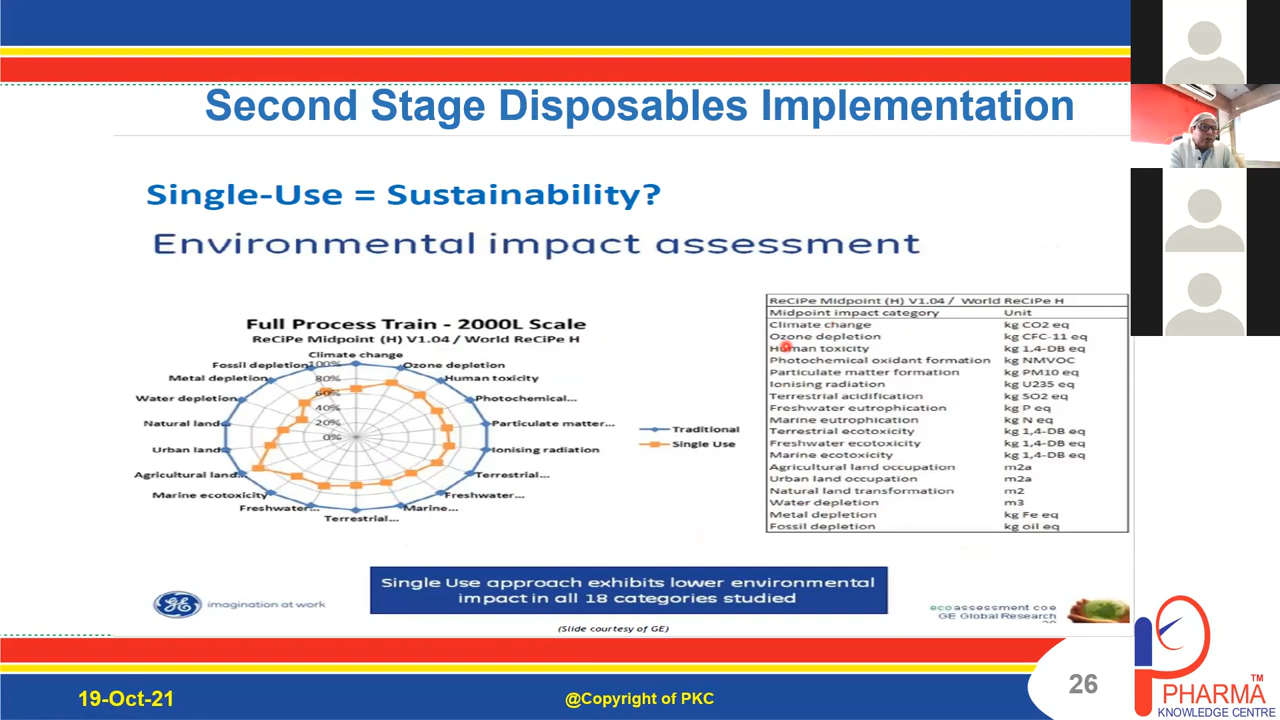 Second Stage Disposables Implementation
Single-Use = Sustainability?
Environmental impact assessment
Full Process Train - 2000L Scale
ReCiPe Midpoint (H) V1.04 / World ReCiPe H
Climate change
Ozone depletion
Human toxicity
Photochemical...
Particulate matter...
Ionising radiation
Terrestrial...
Freshwater...
Marine...
Terrestrial...
Freshwater...
Marine ecotoxicity
Agricultural land...
Urban land...
Natural land...
Water depletion
Metal depletion
Fossil depletion
100%
80%
60%
40%
20%
0%
Traditional
Single Use
ReCiPe Midpoint (H) V1.04 / World ReCiPe H
Midpoint impact category Unit
Climate change kg CO2 eq
Ozone depletion kg CFC-11 eq
Human toxicity kg 1,4-DB eq
Photochemical oxidant formation kg NMVOC
Particulate matter formation kg PM10 eq
Ionising radiation kg U235 eq
Terrestrial acidification kg SO2 eq
Freshwater eutrophication kg P eq
Marine eutrophication kg N eq
Terrestrial ecotoxicity kg 1,4-DB eq
Freshwater ecotoxicity kg 1,4-DB eq
Marine ecotoxicity kg 1,4-DB eq
Agricultural land occupation m2a
Urban land occupation m2a
Natural land transformation m2
Water depletion m3
Metal depletion kg Fe eq
Fossil depletion kg oil eq
Single Use approach exhibits lower environmental
impact in all 18 categories studied
GE imagination at work
ecoassessment coe
GE Global Research
(Slide courtesy of GE)
19-Oct-21
@Copyright of PKC
26
PHARMA™
KNOWLEDGE CENTRE